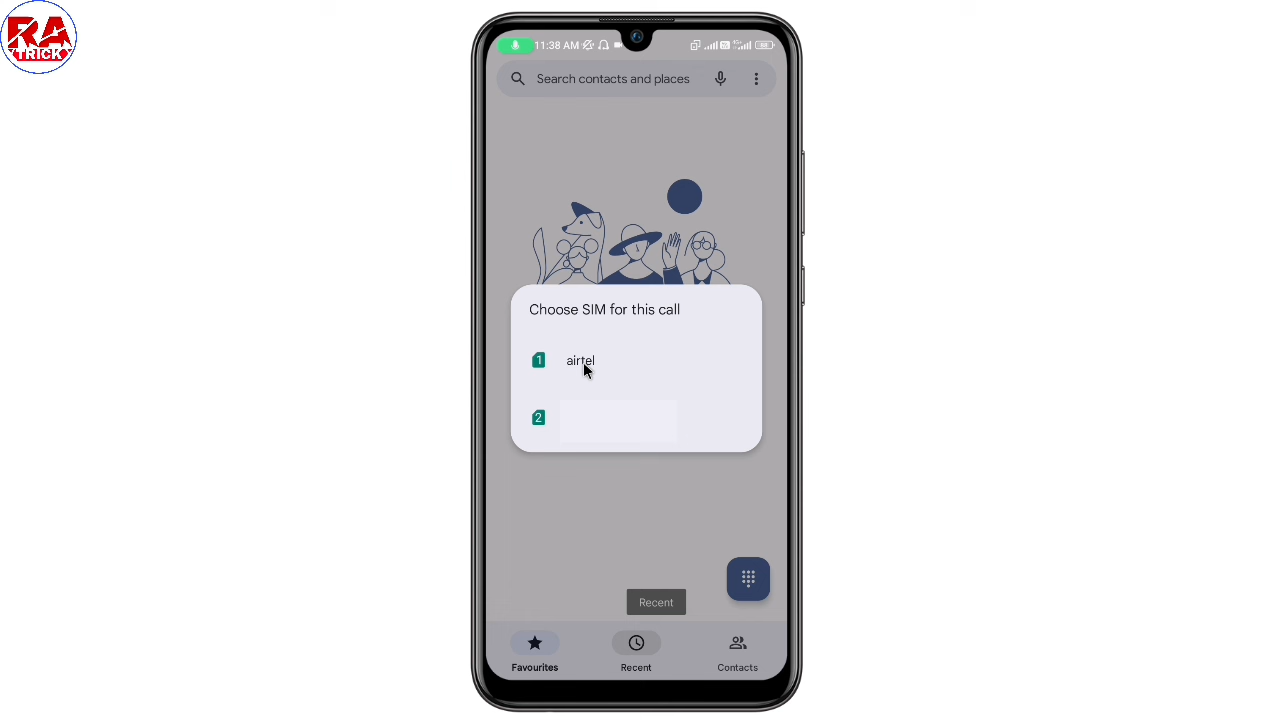 RA
TRICKY
11:38 AM
Search contacts and places
Choose SIM for this call
1 airtel
2
Recent
Favourites Recent Contacts